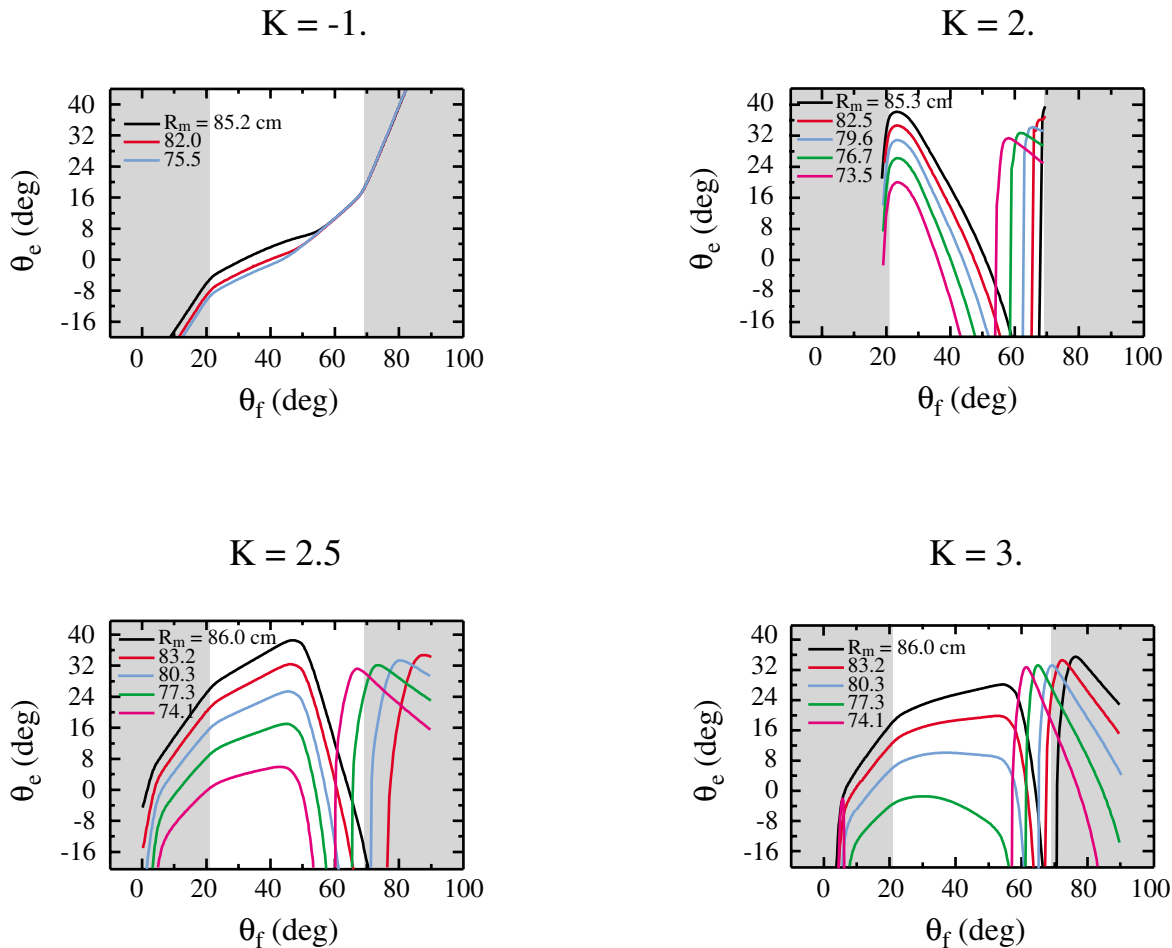 K = -1.
40
32
24
16
8
0
-8
-16
θe (deg)
Rm = 85.2 cm
82.0
75.5
0 20 40 60 80 100
θf (deg)
K = 2.
40
32
24
16
8
0
-8
-16
θe (deg)
Rm = 85.3 cm
82.5
79.6
76.7
73.5
0 20 40 60 80 100
θf (deg)
K = 2.5
40
32
24
16
8
0
-8
-16
θe (deg)
Rm = 86.0 cm
83.2
80.3
77.3
74.1
0 20 40 60 80 100
θf (deg)
K = 3.
40
32
24
16
8
0
-8
-16
θe (deg)
Rm = 86.0 cm
83.2
80.3
77.3
74.1
0 20 40 60 80 100
θf (deg)